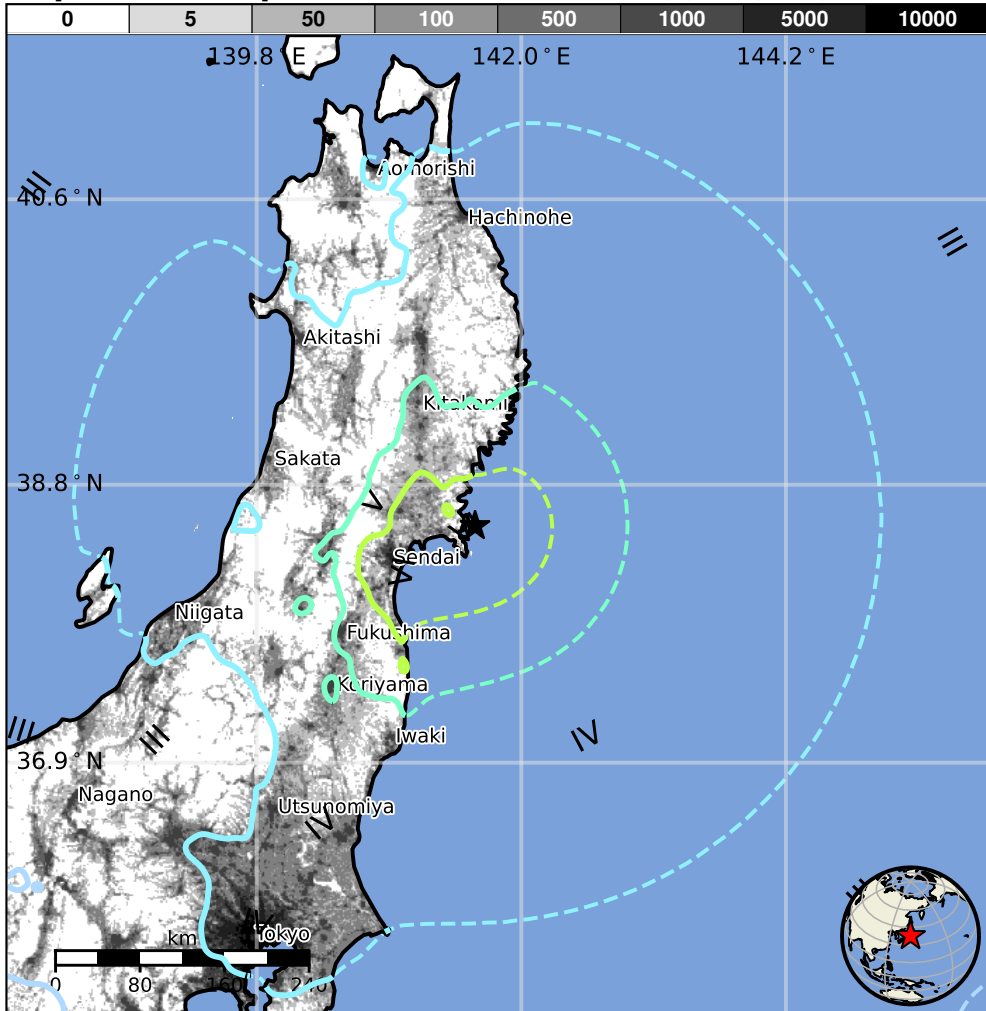 0 5 50 100 500 1000 5000 10000
139.8°E 142.0°E 144.2°E
Aomorishi
III
40.6°N
Hachinohe
III
Akitashi
Kitakami
Sakata
38.8°N
V
Sendai
Niigata
Fukushima
Koriyama
III
III
Iwaki
IV
36.9°N
Nagano
Utsunomiya
IV
Tokyo
km
0 80 160 240
III